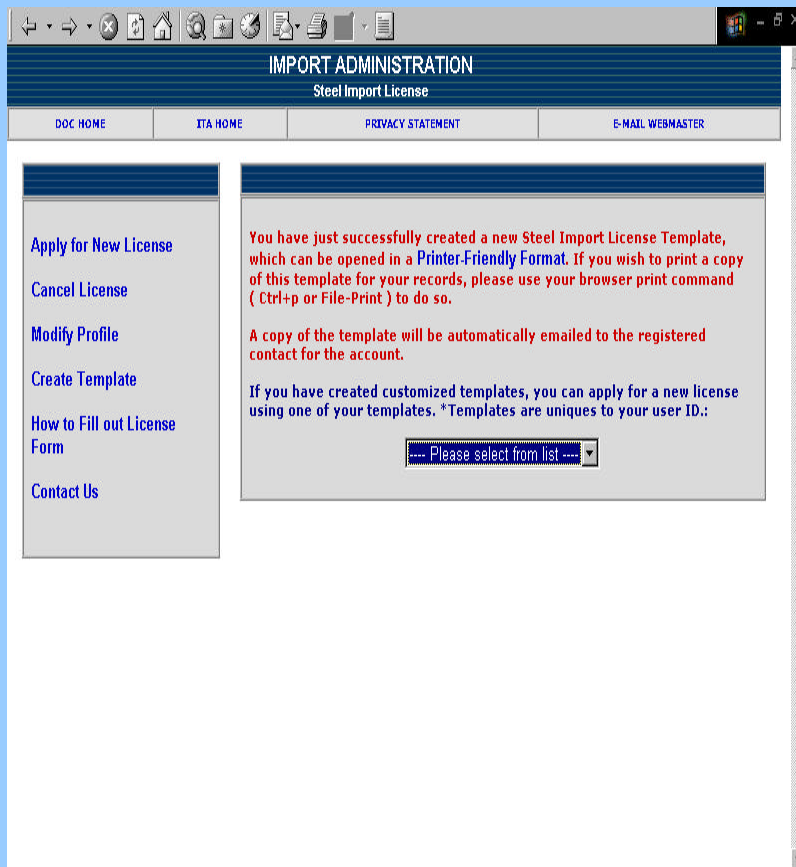 IMPORT ADMINISTRATION
Steel Import License
DOC HOME
ITA HOME
PRIVACY STATEMENT
E-MAIL WEBMASTER
Apply for New License
Cancel License
Modify Profile
Create Template
How to Fill out License
Form
Contact Us
You have just successfully created a new Steel Import License Template,
which can be opened in a Printer-Friendly Format. If you wish to print a copy
of this template for your records, please use your browser print command
( Ctrl+p or File-Print ) to do so.
A copy of the template will be automatically emailed to the registered
contact for the account.
If you have created customized templates, you can apply for a new license
using one of your templates. *Templates are uniques to your user ID.:
---- Please select from list ----